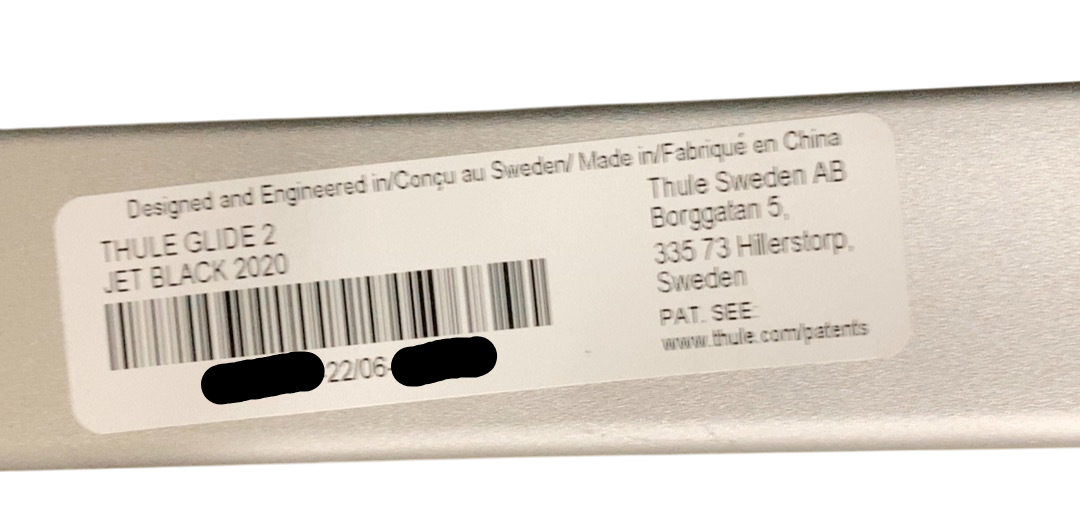 Designed and Engineered in/Conçu au Sweden/ Made in/Fabriqué en China
THULE GLIDE 2
JET BLACK 2020
-22/06-
Thule Sweden AB
Borggatan 5,
335 73 Hillerstorp,
Sweden
PAT. SEE:
www.thule.com/patents